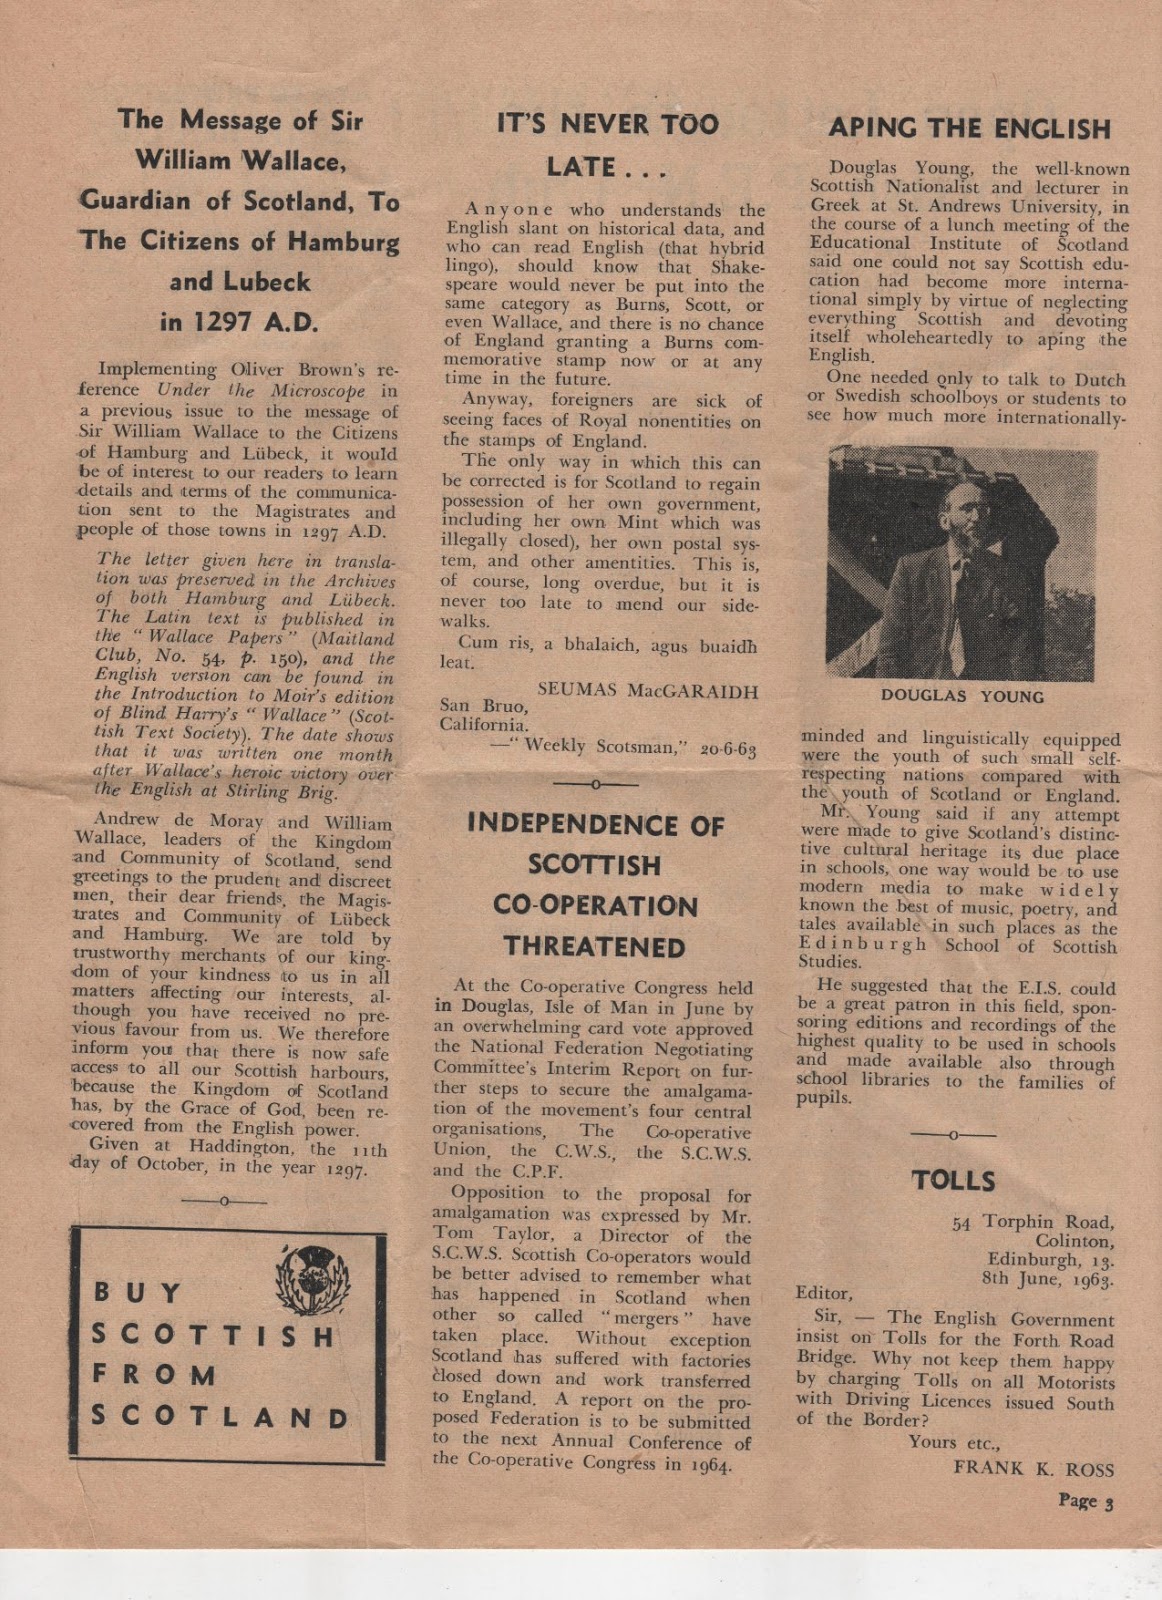 The Message of Sir
William Wallace,
Guardian of Scotland, To
The Citizens of Hamburg
and Lubeck
in 1297 A.D.
Implementing Oliver Brown's re-
ference Under the Microscope in
a previous issue to the message of
Sir William Wallace to the Citizens
of Hamburg and Lübeck, it would
be of interest to our readers to learn
details and terms of the communica-
tion sent to the Magistrates and
people of those towns in 1297 A.D.
The letter given here in transla-
tion was preserved in the Archives
of both Hamburg and Lübeck.
The Latin text is published in
the "Wallace Papers" (Maitland
Club, No. 54, p. 150), and the
English version can be found in
the Introduction to Moir's edition
of Blind Harry's "Wallace" (Scot-
tish Text Society). The date shows
that it was written one month
after Wallace's heroic victory over
the English at Stirling Brig.
Andrew de Moray and William
Wallace, leaders of the Kingdom
and Community of Scotland, send
greetings to the prudent and discreet
men, their dear friends, the Magis-
trates and Community of Lübeck
and Hamburg. We are told by
trustworthy merchants of our king-
dom of your kindness to us in all
matters affecting our interests, al-
though you have received no pre-
vious favour from us. We therefore
inform you that there is now safe
access to all our Scottish harbours,
because the Kingdom of Scotland
has, by the Grace of God, been re-
covered from the English power.
Given at Haddington, the 11th
day of October, in the year 1297.
BUY
SCOTTISH
FROM
SCOTLAND
IT'S NEVER TOO
LATE . . .
Anyone who understands the
English slant on historical data, and
who can read English (that hybrid
lingo), should know that Shake-
speare would never be put into the
same category as Burns, Scott, or
even Wallace, and there is no chance
of England granting a Burns com-
memorative stamp now or at any
time in the future.
Anyway, foreigners are sick of
seeing faces of Royal nonentities on
the stamps of England.
The only way in which this can
be corrected is for Scotland to regain
possession of her own government,
including her own Mint which was
illegally closed), her own postal sys-
tem, and other amentities. This is,
of course, long overdue, but it is
never too late to mend our side-
walks.
Cum ris, a bhalaich, agus buaidh
leat.
SEUMAS MacGARAIDH
San Bruo,
California.
—"Weekly Scotsman," 20-6-63
INDEPENDENCE OF
SCOTTISH
CO-OPERATION
THREATENED
At the Co-operative Congress held
in Douglas, Isle of Man in June by
an overwhelming card vote approved
the National Federation Negotiating
Committee's Interim Report on fur-
ther steps to secure the amalgama-
tion of the movement's four central
organisations, The Co-operative
Union, the C.W.S., the S.C.W.S.
and the C.P.F.
Opposition to the proposal for
amalgamation was expressed by Mr.
Tom Taylor, a Director of the
S.C.W.S. Scottish Co-operators would
be better advised to remember what
has happened in Scotland when
other so called "mergers" have
taken place. Without exception
Scotland has suffered with factories
closed down and work transferred
to England. A report on the pro-
posed Federation is to be submitted
to the next Annual Conference of
the Co-operative Congress in 1964.
APING THE ENGLISH
Douglas Young, the well-known
Scottish Nationalist and lecturer in
Greek at St. Andrews University, in
the course of a lunch meeting of the
Educational Institute of Scotland
said one could not say Scottish edu-
cation had become more interna-
tional simply by virtue of neglecting
everything Scottish and devoting
itself wholeheartedly to aping the
English.
One needed only to talk to Dutch
or Swedish schoolboys or students to
see how much more internationally-
DOUGLAS YOUNG
minded and linguistically equipped
were the youth of such small self-
respecting nations compared with
the youth of Scotland or England.
Mr. Young said if any attempt
were made to give Scotland's distinc-
tive cultural heritage its due place
in schools, one way would be to use
modern media to make widely
known the best of music, poetry, and
tales available in such places as the
Edinburgh School of Scottish
Studies.
He suggested that the E.I.S. could
be a great patron in this field, spon-
soring editions and recordings of the
highest quality to be used in schools
and made available also through
school libraries to the families of
pupils.
TOLLS
54 Torphin Road,
Colinton,
Edinburgh, 13.
8th June, 1963.
Editor,
Sir, — The English Government
insist on Tolls for the Forth Road
Bridge. Why not keep them happy
by charging Tolls on all Motorists
with Driving Licences issued South
of the Border?
Yours etc.,
FRANK K. ROSS
Page 3